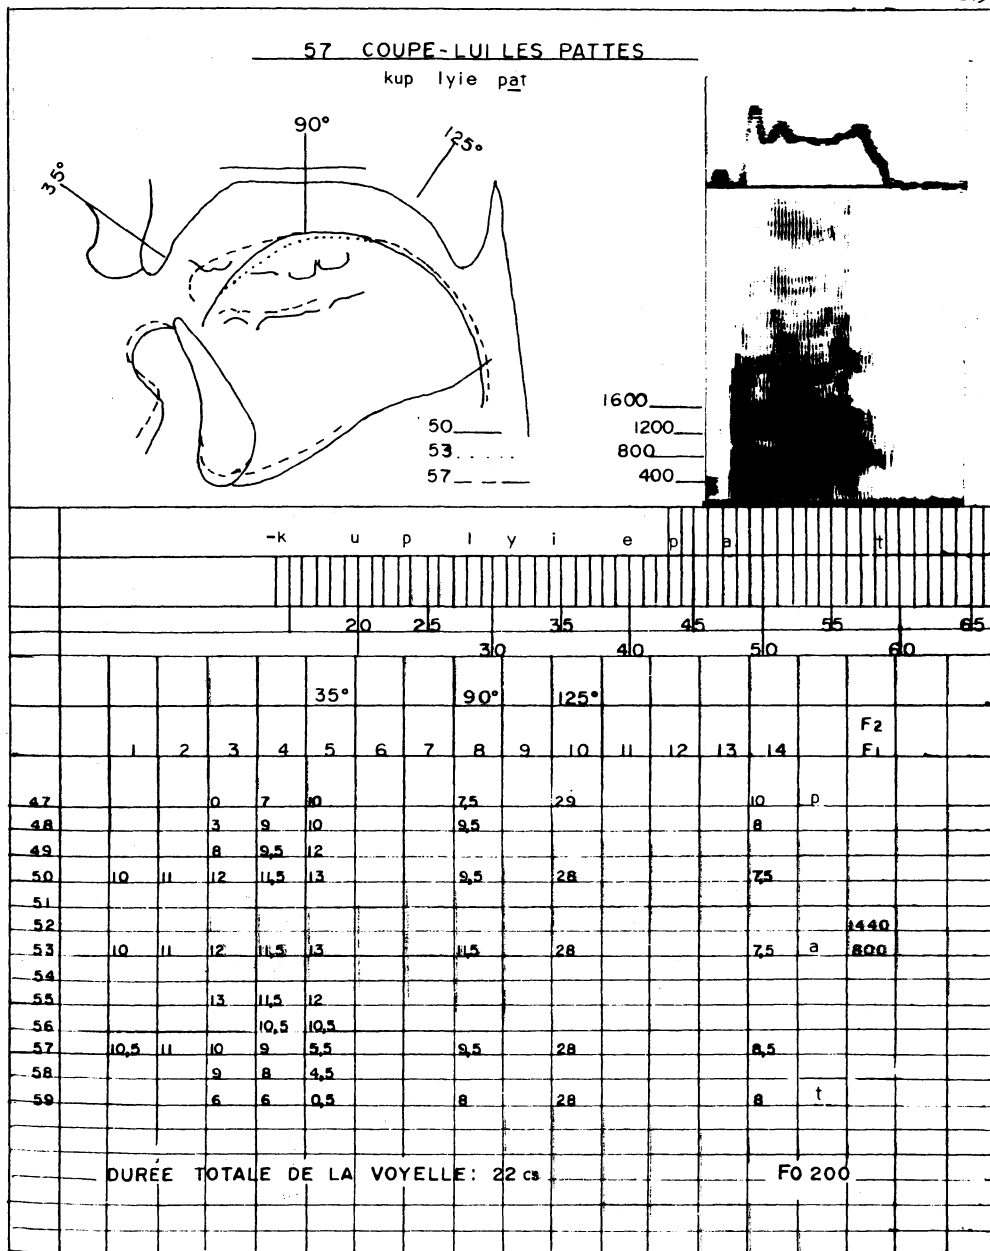 57 COUPE-LUI LES PATTES
kup lyie pat
90°
125°
35°
50
53
57
1600
1200
800
400
-k u p l y i e p a t
20 25 35 45 55 65
30 40 50 60
35° 90° 125°
F2
1 2 3 4 5 6 7 8 9 10 11 12 13 14 F1
47 0 7 10 7,5 29 10 p
48 3 9 10 9,5 8
49 8 9,5 12
50 10 11 12 11,5 13 9,5 28 7,5
51
52 1440
53 10 11 12 11,5 13 11,5 28 7,5 a 800
54
55 13 11,5 12
56 10,5 10,5
57 10,5 11 10 9 5,5 9,5 28 8,5
58 9 8 4,5
59 6 6 0,5 8 28 8 t
DURÉE TOTALE DE LA VOYELLE: 22 cs F0 200